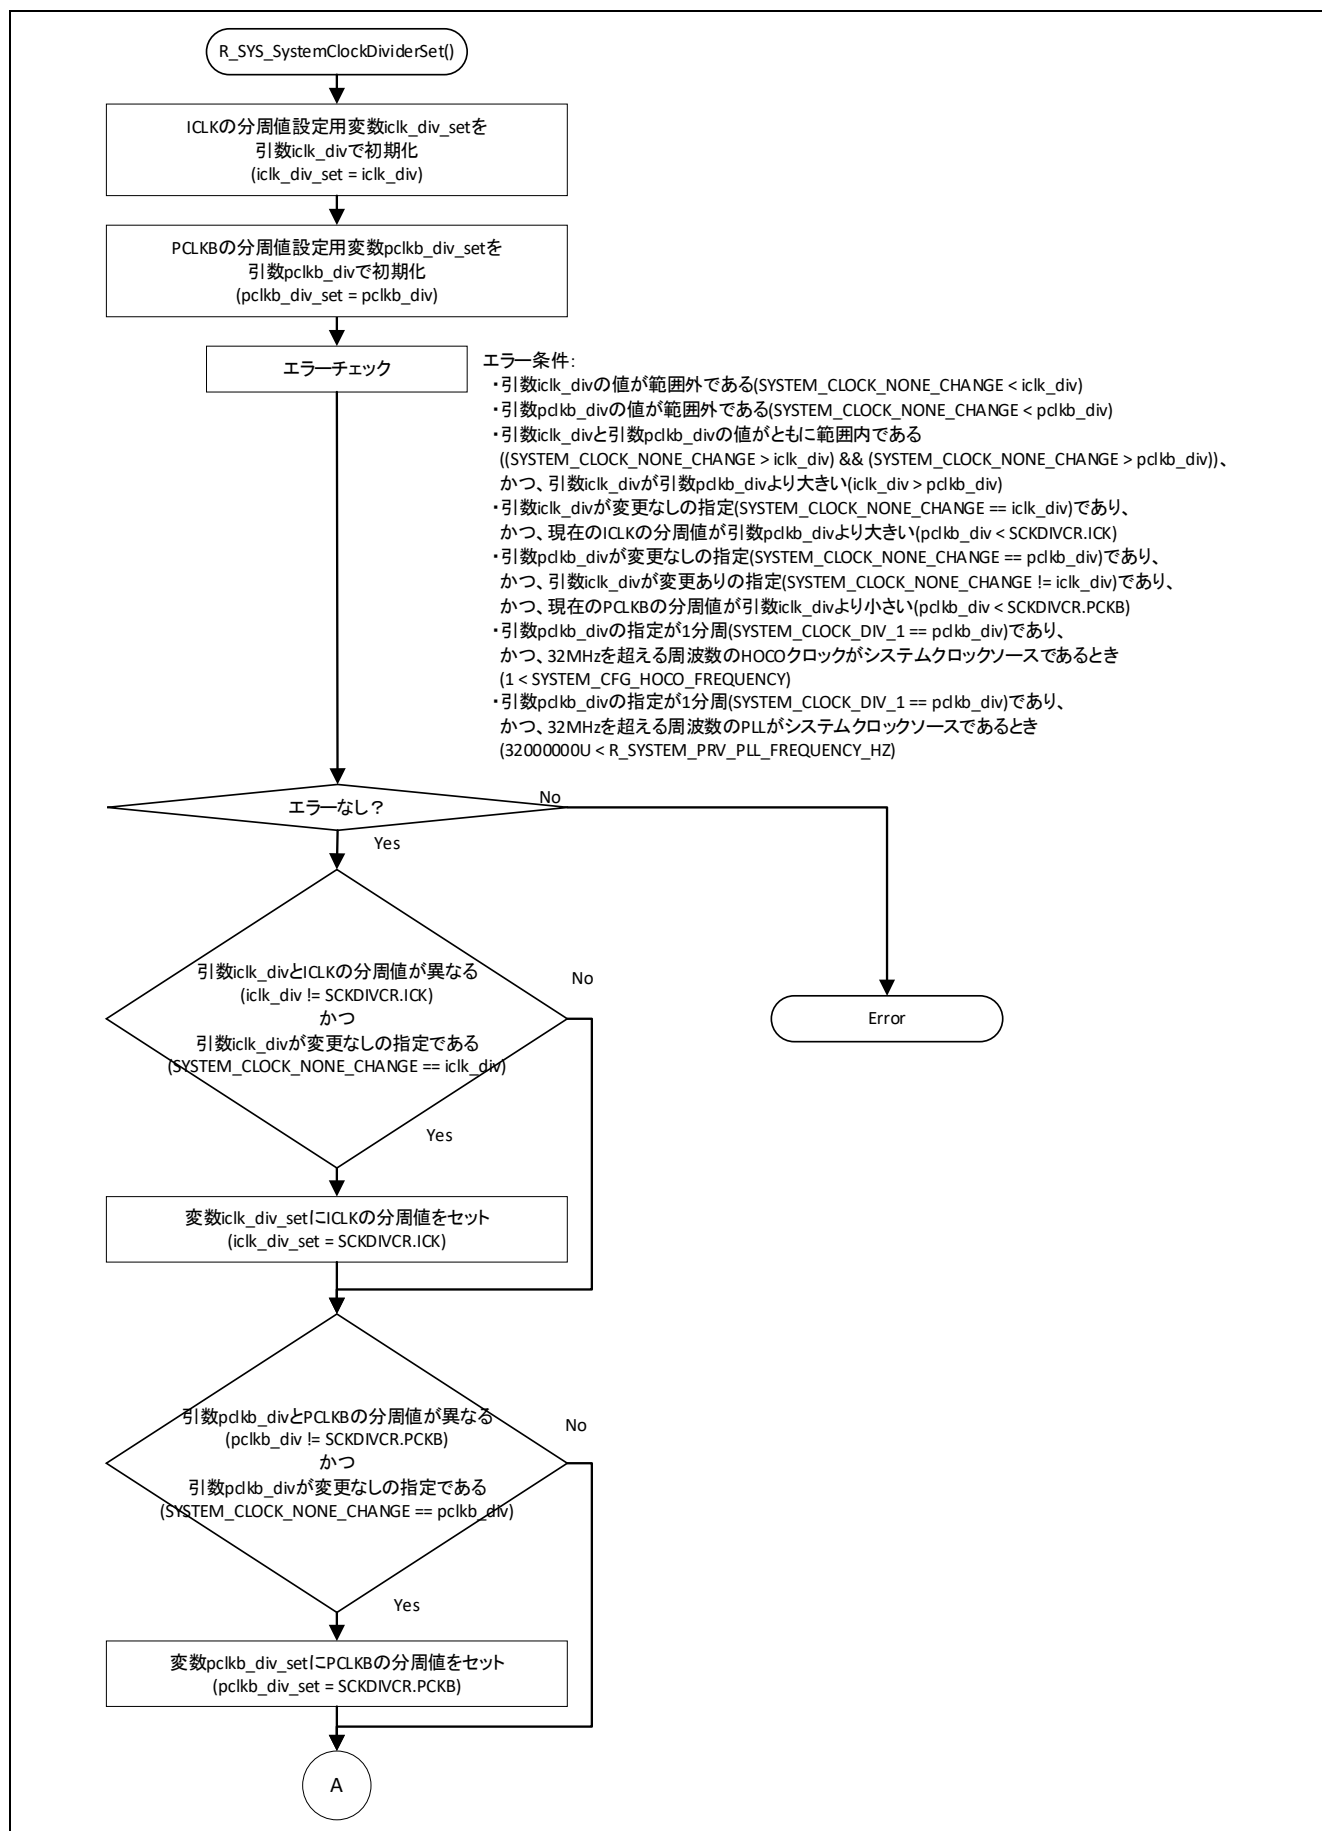 R_SYS_SystemClockDividerSet()
ICLKの分周値設定用変数iclk_div_setを
引数iclk_divで初期化
(iclk_div_set = iclk_div)
PCLKBの分周値設定用変数pclkb_div_setを
引数pclkb_divで初期化
(pclkb_div_set = pclkb_div)
エラーチェック
エラー条件：
・引数iclk_divの値が範囲外である(SYSTEM_CLOCK_NONE_CHANGE < iclk_div)
・引数pclkb_divの値が範囲外である(SYSTEM_CLOCK_NONE_CHANGE < pclkb_div)
・引数iclk_divと引数pclkb_divの値がともに範囲内である
((SYSTEM_CLOCK_NONE_CHANGE > iclk_div) && (SYSTEM_CLOCK_NONE_CHANGE > pclkb_div))、
かつ、引数iclk_divが引数pclkb_divより大きい(iclk_div > pclkb_div)
・引数iclk_divが変更なしの指定(SYSTEM_CLOCK_NONE_CHANGE == iclk_div)であり、
かつ、現在のICLKの分周値が引数pclkb_divより大きい(pclkb_div < SCKDIVCR.ICK)
・引数pclkb_divが変更なしの指定(SYSTEM_CLOCK_NONE_CHANGE == pclkb_div)であり、
かつ、引数iclk_divが変更ありの指定(SYSTEM_CLOCK_NONE_CHANGE != iclk_div)であり、
かつ、現在のPCLKBの分周値が引数iclk_divより小さい(pclkb_div < SCKDIVCR.PCKB)
・引数pclkb_divの指定が1分周(SYSTEM_CLOCK_DIV_1 == pclkb_div)であり、
かつ、32MHzを超える周波数のHOCOクロックがシステムクロックソースであるとき
(1 < SYSTEM_CFG_HOCO_FREQUENCY)
・引数pclkb_divの指定が1分周(SYSTEM_CLOCK_DIV_1 == pclkb_div)であり、
かつ、32MHzを超える周波数のPLLがシステムクロックソースであるとき
(32000000U < R_SYSTEM_PRV_PLL_FREQUENCY_HZ)
エラーなし？
No
Yes
引数iclk_divとICLKの分周値が異なる
(iclk_div != SCKDIVCR.ICK)
かつ
引数iclk_divが変更なしの指定である
(SYSTEM_CLOCK_NONE_CHANGE == iclk_div)
No
Error
Yes
変数iclk_div_setにICLKの分周値をセット
(iclk_div_set = SCKDIVCR.ICK)
引数pclkb_divとPCLKBの分周値が異なる
(pclkb_div != SCKDIVCR.PCKB)
かつ
引数pclkb_divが変更なしの指定である
(SYSTEM_CLOCK_NONE_CHANGE == pclkb_div)
No
Yes
変数pclkb_div_setにPCLKBの分周値をセット
(pclkb_div_set = SCKDIVCR.PCKB)
A